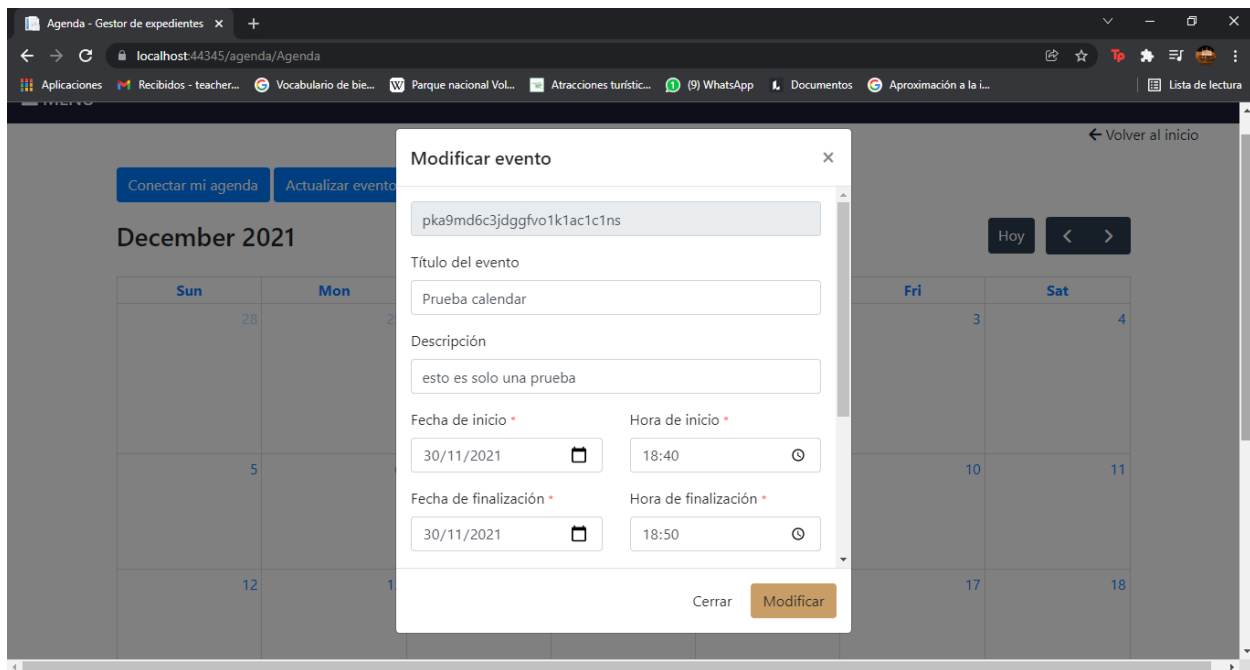 Agenda - Gestor de expedientes
localhost:44345/agenda/Agenda
Aplicaciones Recibidos - teacher... Vocabulario de bie... Parque nacional Vol... Atracciones turístic... (9) WhatsApp Documentos Aproximación a la i... Lista de lectura
MENÚ
Volver al inicio
Conectar mi agenda Actualizar evento
December 2021
Hoy
Sun Mon Fri Sat
28 3 4
5 10 11
12 17 18
Modificar evento
pka9md6c3jdggfvo1k1ac1c1ns
Título del evento
Prueba calendar
Descripción
esto es solo una prueba
Fecha de inicio * Hora de inicio *
30/11/2021 18:40
Fecha de finalización * Hora de finalización *
30/11/2021 18:50
Cerrar Modificar